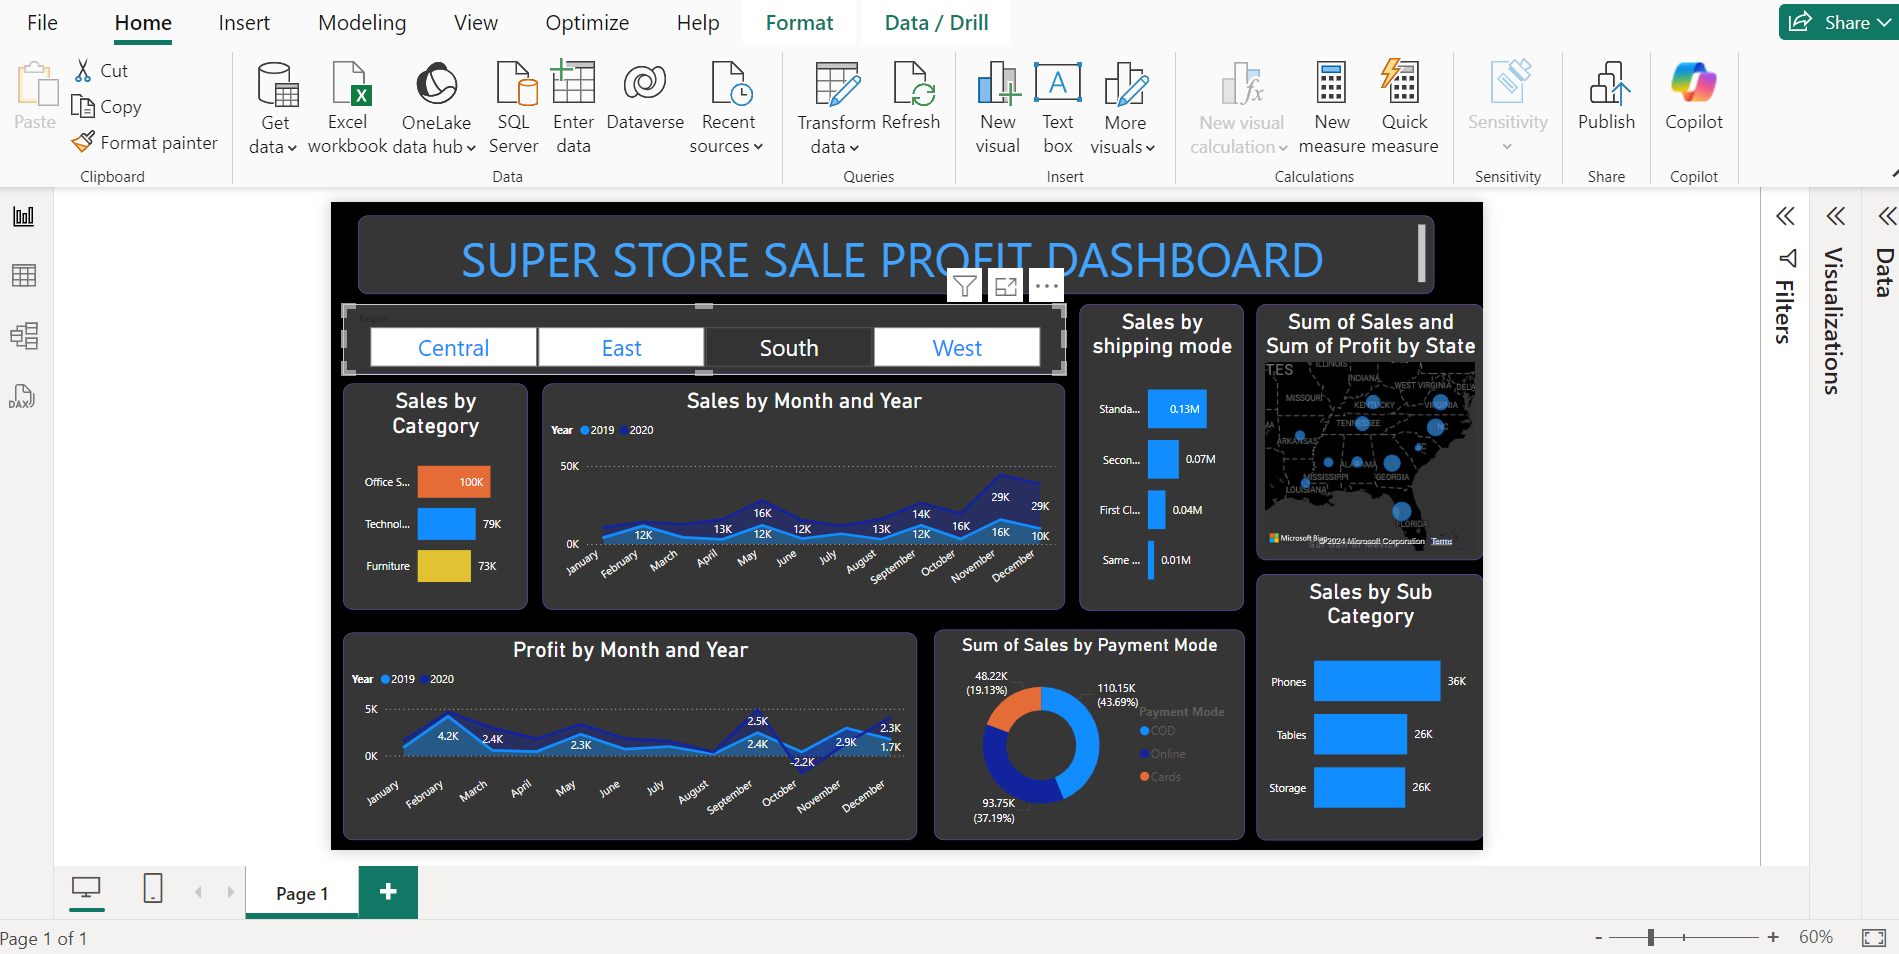 File Home Insert Modeling View Optimize Help Format Data / Drill Share
Paste
Cut
Copy
Format painter
Clipboard
Get data
Excel workbook
OneLake data hub
SQL Server
Enter data
Dataverse
Recent sources
Data
Transform data
Refresh
Queries
New visual
Text box
More visuals
Insert
New visual calculation
New measure
Quick measure
Calculations
Sensitivity
Sensitivity
Publish
Share
Copilot
Copilot
SUPER STORE SALE PROFIT DASHBOARD
Region
Central East South West
Sales by
Category
Office S... 100K
Technol... 79K
Furniture 73K
Sales by Month and Year
Year 2019 2020
50K
0K
12K 13K 16K 12K 12K 13K 14K 12K 16K 29K 16K 29K 10K
January February March April May June July August September October November December
Sales by
shipping mode
Standa... 0.13M
Secon... 0.07M
First Cl... 0.04M
Same ... 0.01M
Sum of Sales and
Sum of Profit by State
TES ILLINOIS
INDIANA
WEST VIRGINIA DELA
MISSOURI
KENTUCKY VIRGINIA
MA
TENNESSEE NC
ARKANSAS SC
ALABAMA
MISSISSIPPI GEORGIA
LOUISIANA
FLORIDA
Microsoft Bing
©2024 Microsoft Corporation Terms
Profit by Month and Year
Year 2019 2020
5K
0K
4.2K 2.4K 2.3K 2.5K 2.4K -2.2K 2.9K 2.3K 1.7K
January February March April May June July August September October November December
Sum of Sales by Payment Mode
48.22K
(19.13%)
110.15K
(43.69%)
93.75K
(37.19%)
Payment Mode
COD
Online
Cards
Sales by Sub
Category
Phones 36K
Tables 26K
Storage 26K
Filters
Visualizations
Data
DAX
Page 1
+
Page 1 of 1
- + 60%